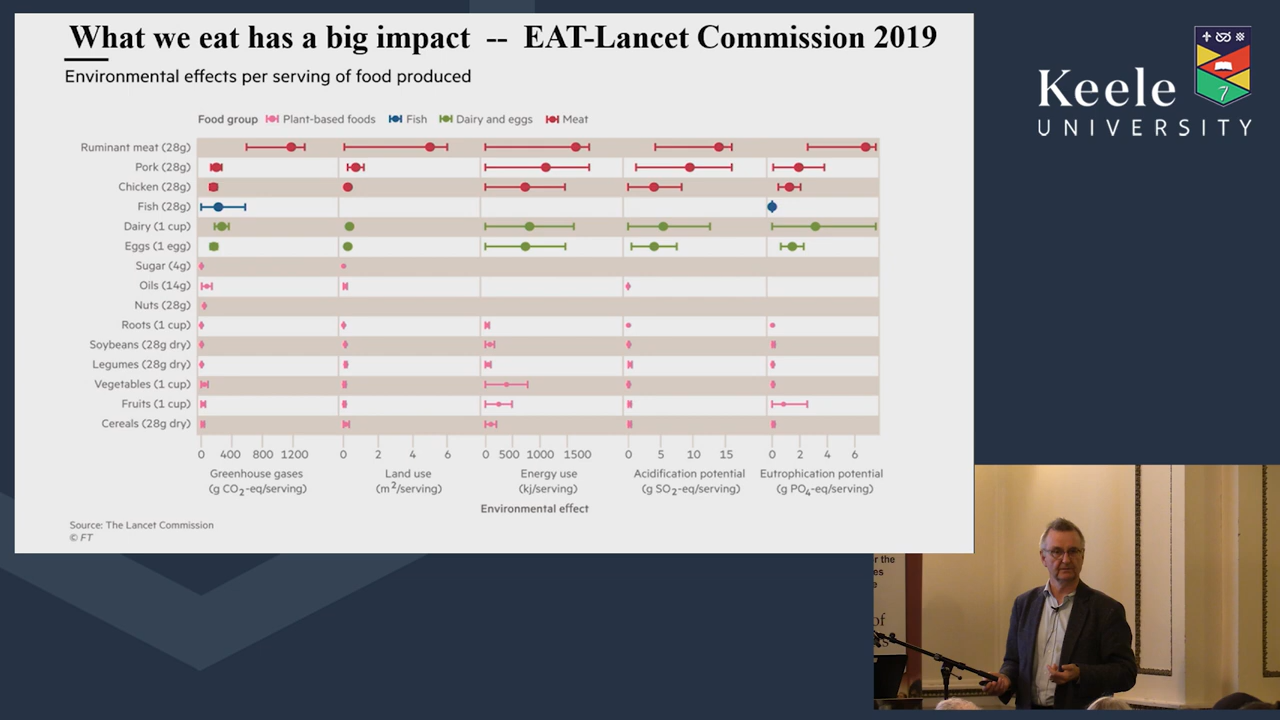 What we eat has a big impact -- EAT-Lancet Commission 2019
Environmental effects per serving of food produced
Food group Plant-based foods Fish Dairy and eggs Meat
Ruminant meat (28g)
Pork (28g)
Chicken (28g)
Fish (28g)
Dairy (1 cup)
Eggs (1 egg)
Sugar (4g)
Oils (14g)
Nuts (28g)
Roots (1 cup)
Soybeans (28g dry)
Legumes (28g dry)
Vegetables (1 cup)
Fruits (1 cup)
Cereals (28g dry)
0 400 800 1200 0 2 4 6 0 500 1000 1500 0 5 10 15 0 2 4 6
Greenhouse gases Land use Energy use Acidification potential Eutrophication potential
(g CO2-eq/serving) (m2/serving) (kj/serving) (g SO2-eq/serving) (g PO4-eq/serving)
Environmental effect
Source: The Lancet Commission
© FT
Keele
UNIVERSITY
r the
es
e
of